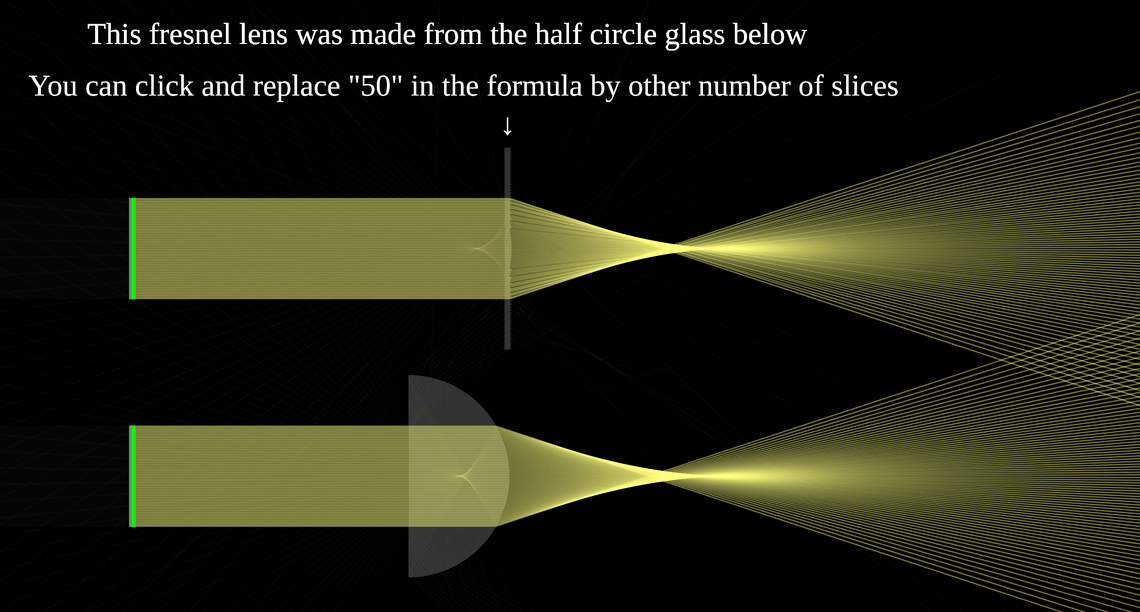 This fresnel lens was made from the half circle glass below
You can click and replace "50" in the formula by other number of slices
↓